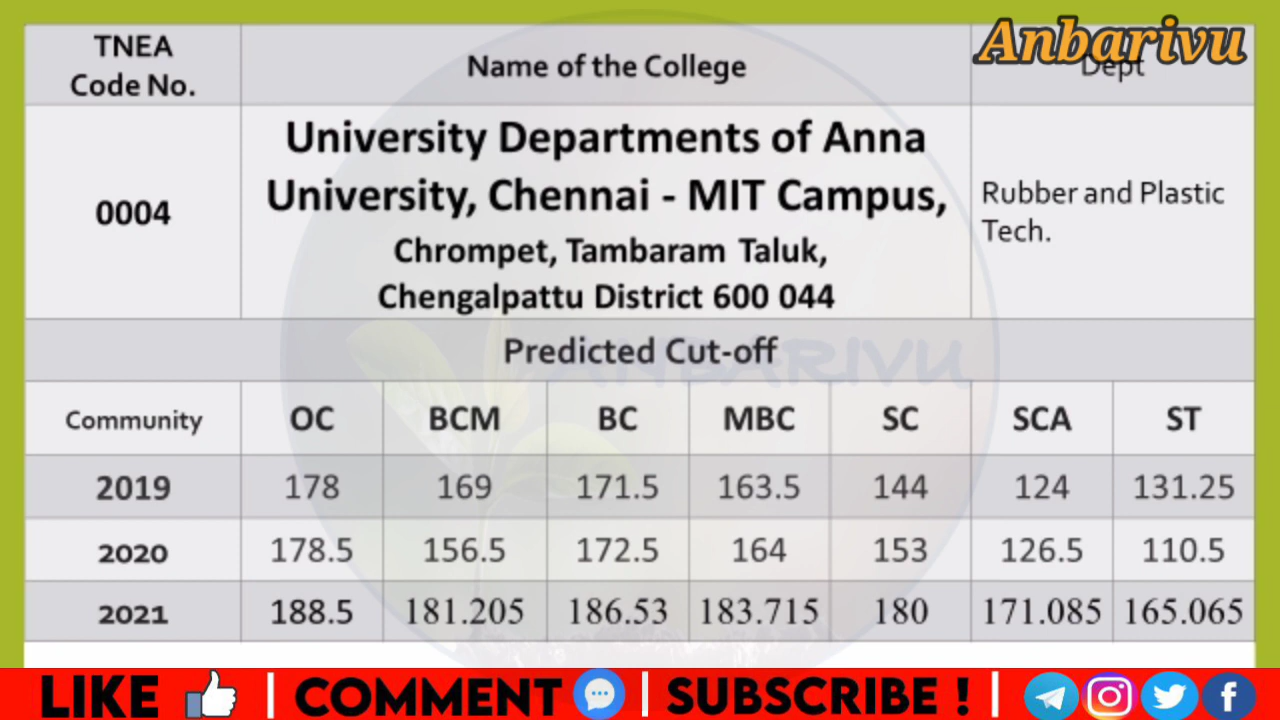 Anbarivu
TNEA
Code No.
Name of the College
Dept
0004
University Departments of Anna
University, Chennai - MIT Campus,
Chrompet, Tambaram Taluk,
Chengalpattu District 600 044
Rubber and Plastic
Tech.
Predicted Cut-off
ANBARIVU
Community OC BCM BC MBC SC SCA ST
2019 178 169 171.5 163.5 144 124 131.25
2020 178.5 156.5 172.5 164 153 126.5 110.5
2021 188.5 181.205 186.53 183.715 180 171.085 165.065
LIKE | COMMENT | SUBSCRIBE ! |